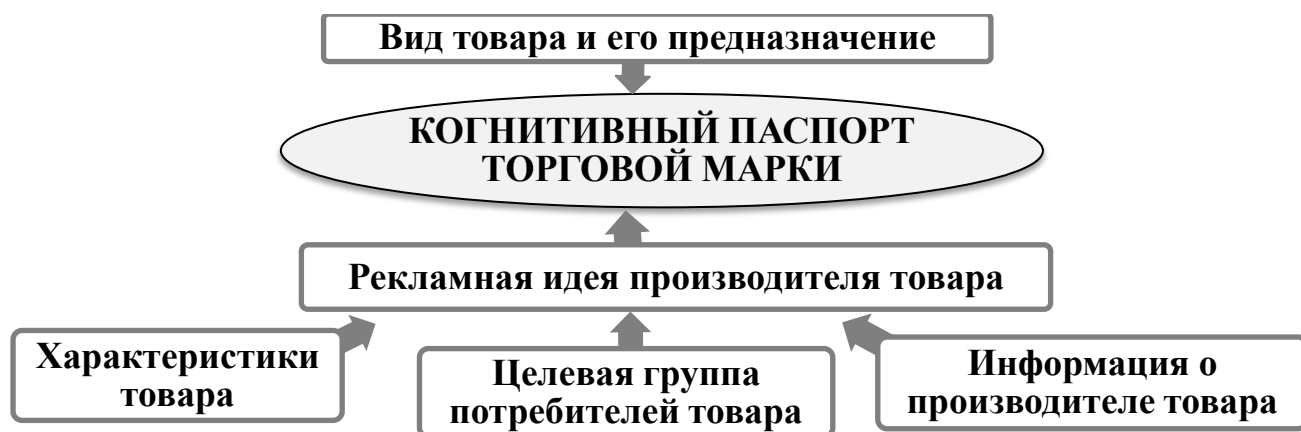 Вид товара и его предназначение
КОГНИТИВНЫЙ ПАСПОРТ
ТОРГОВОЙ МАРКИ
Рекламная идея производителя товара
Характеристики
товара
Целевая группа
потребителей товара
Информация о
производителе товара